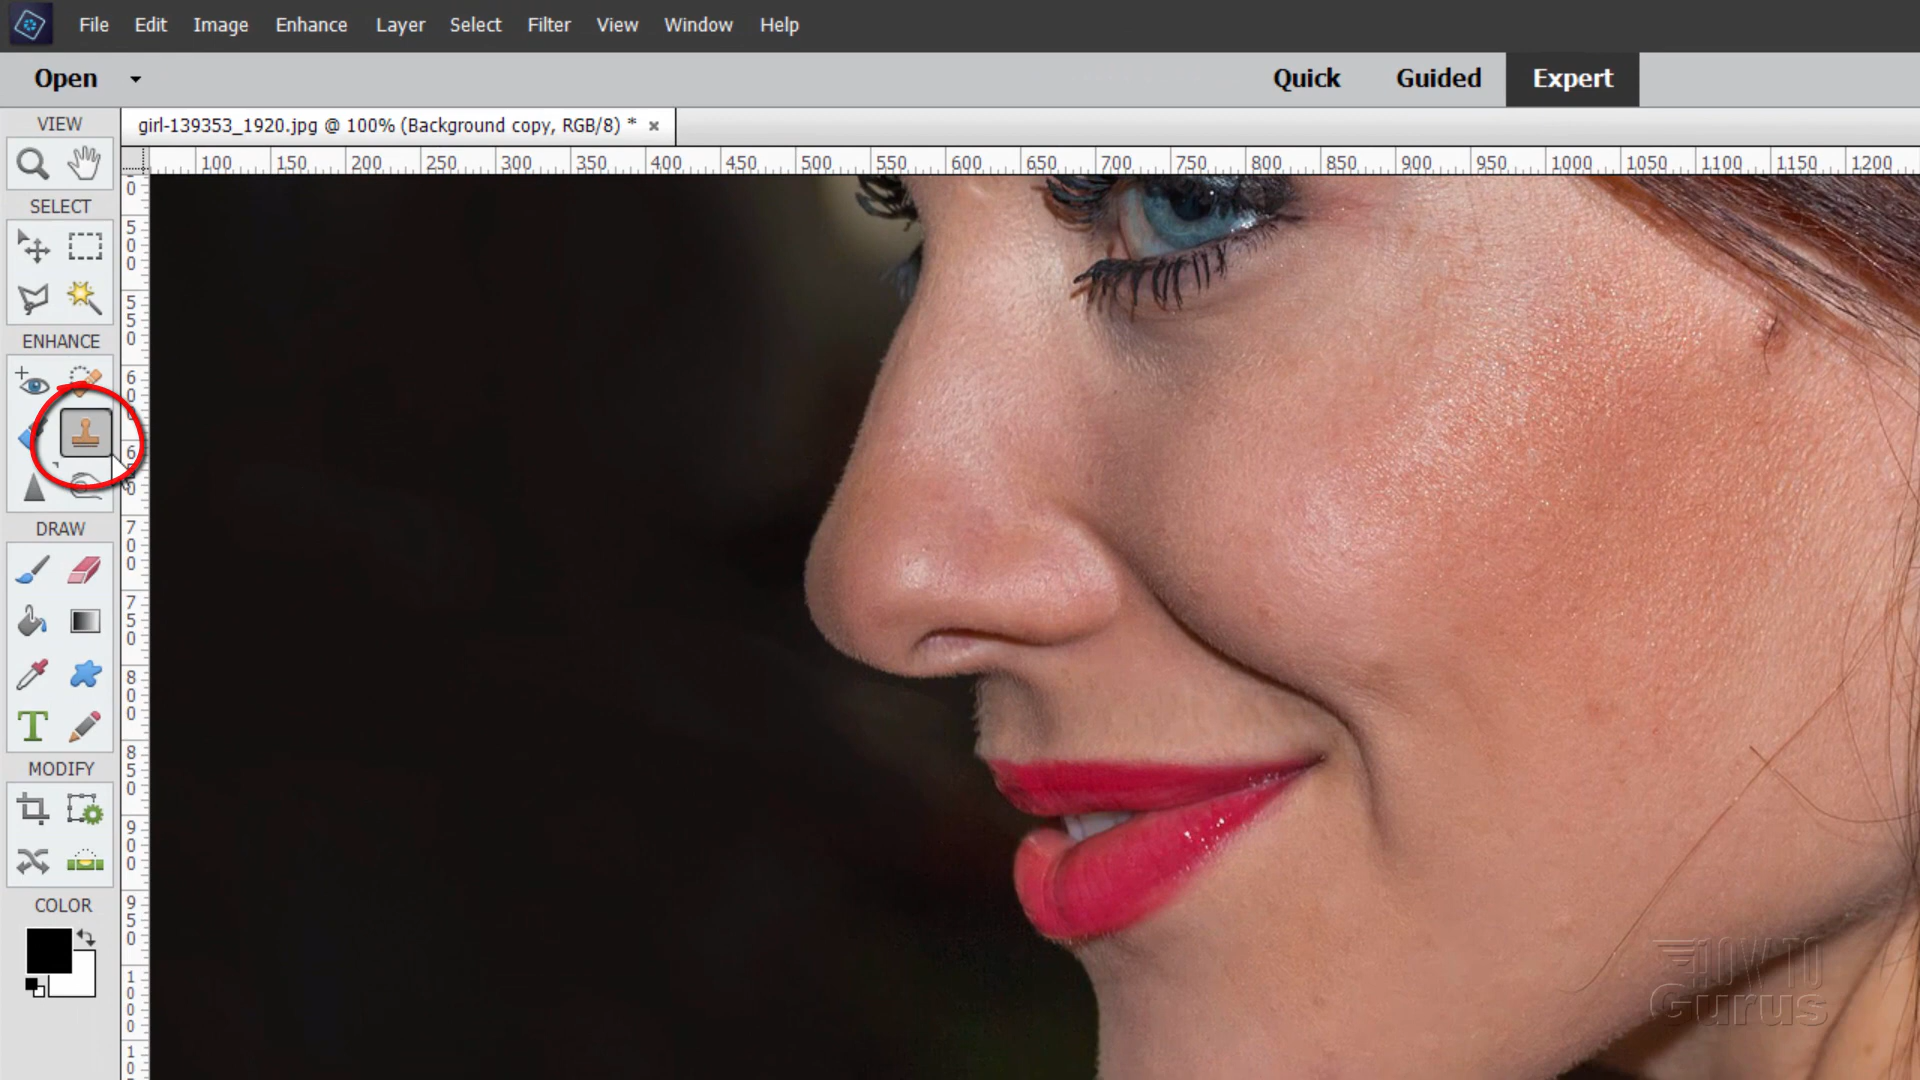 File Edit Image Enhance Layer Select Filter View Window Help
Open Quick Guided Expert
VIEW
girl-139353_1920.jpg @ 100% (Background copy, RGB/8) * ×
100 150 200 250 300 350 400 450 500 550 600 650 700 750 800 850 900 950 1000 1050 1100 1150 1200
SELECT
ENHANCE
DRAW
MODIFY
COLOR
0
500
550
700
750
800
850
900
950
1000
HOW TO
Gurus